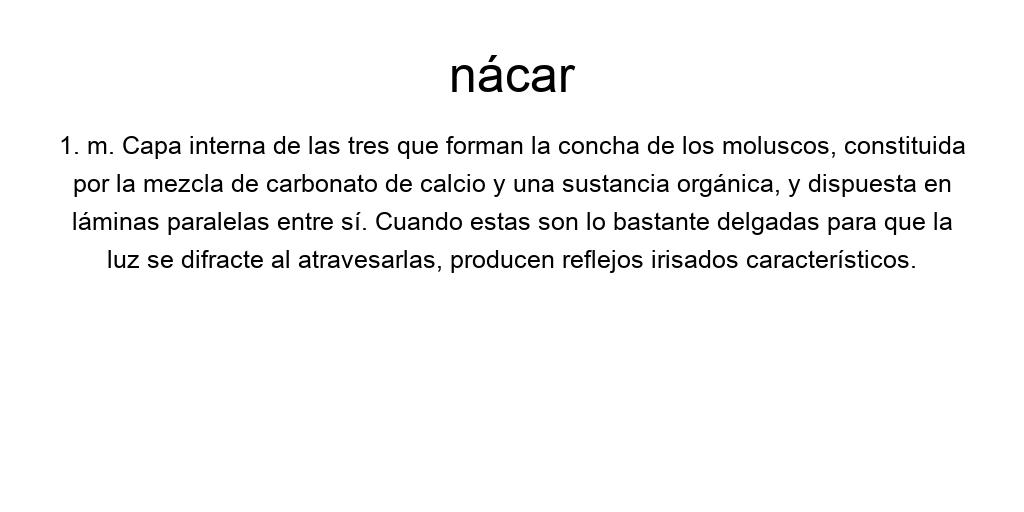 nácar
1. m. Capa interna de las tres que forman la concha de los moluscos, constituida
por la mezcla de carbonato de calcio y una sustancia orgánica, y dispuesta en
láminas paralelas entre sí. Cuando estas son lo bastante delgadas para que la
luz se difracte al atravesarlas, producen reflejos irisados característicos.